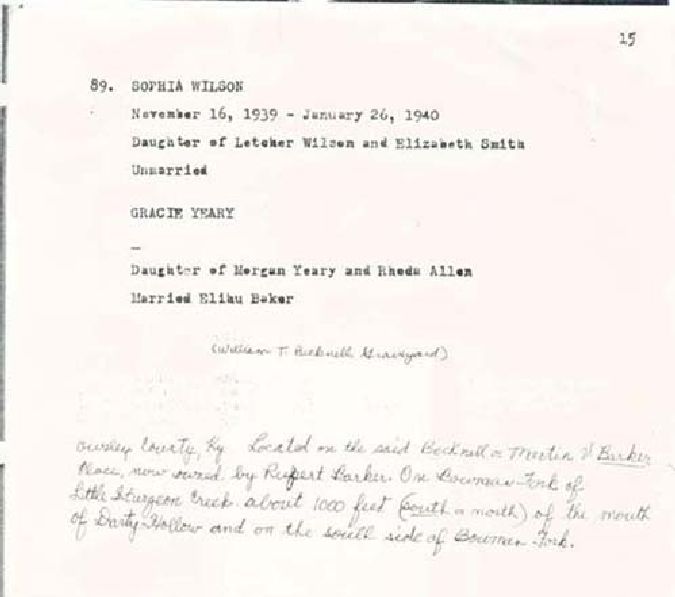 15
89. SOPHIA WILSON
November 16, 1939 - January 26, 1940
Daughter of Letcher Wilson and Elizabeth Smith
Unmarried
GRACIE YEARY
—
Daughter of Morgan Yeary and Rhoda Allen
Married Elihu Baker
(William T. Bicknell Graveyard)
Owsley County, Ky Located on the said Becknell or Martin V Barker
Place, now owned by Rupert Barker. On Bowman Fork of
Little Sturgeon Creek about 1000 feet (south or north) of the mouth
of Darty Hollow and on the south side of Bowman Fork.